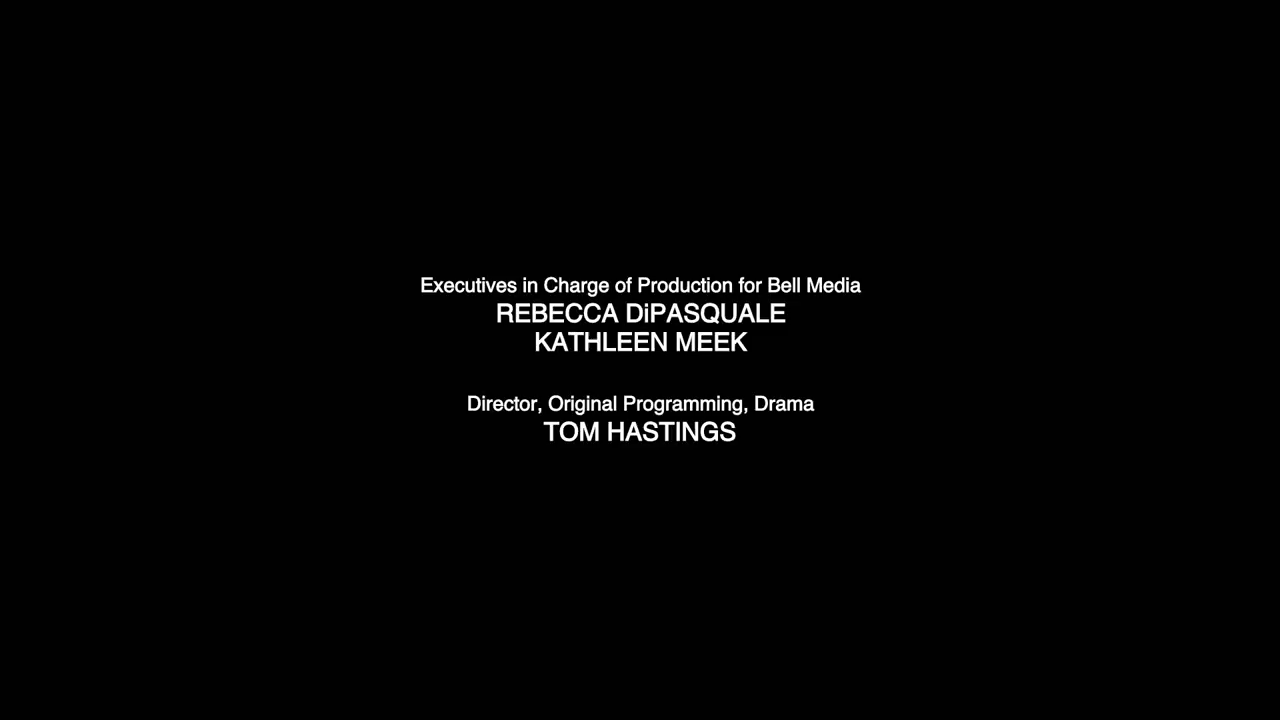 Executives in Charge of Production for Bell Media
REBECCA DiPASQUALE
KATHLEEN MEEK
Director, Original Programming, Drama
TOM HASTINGS